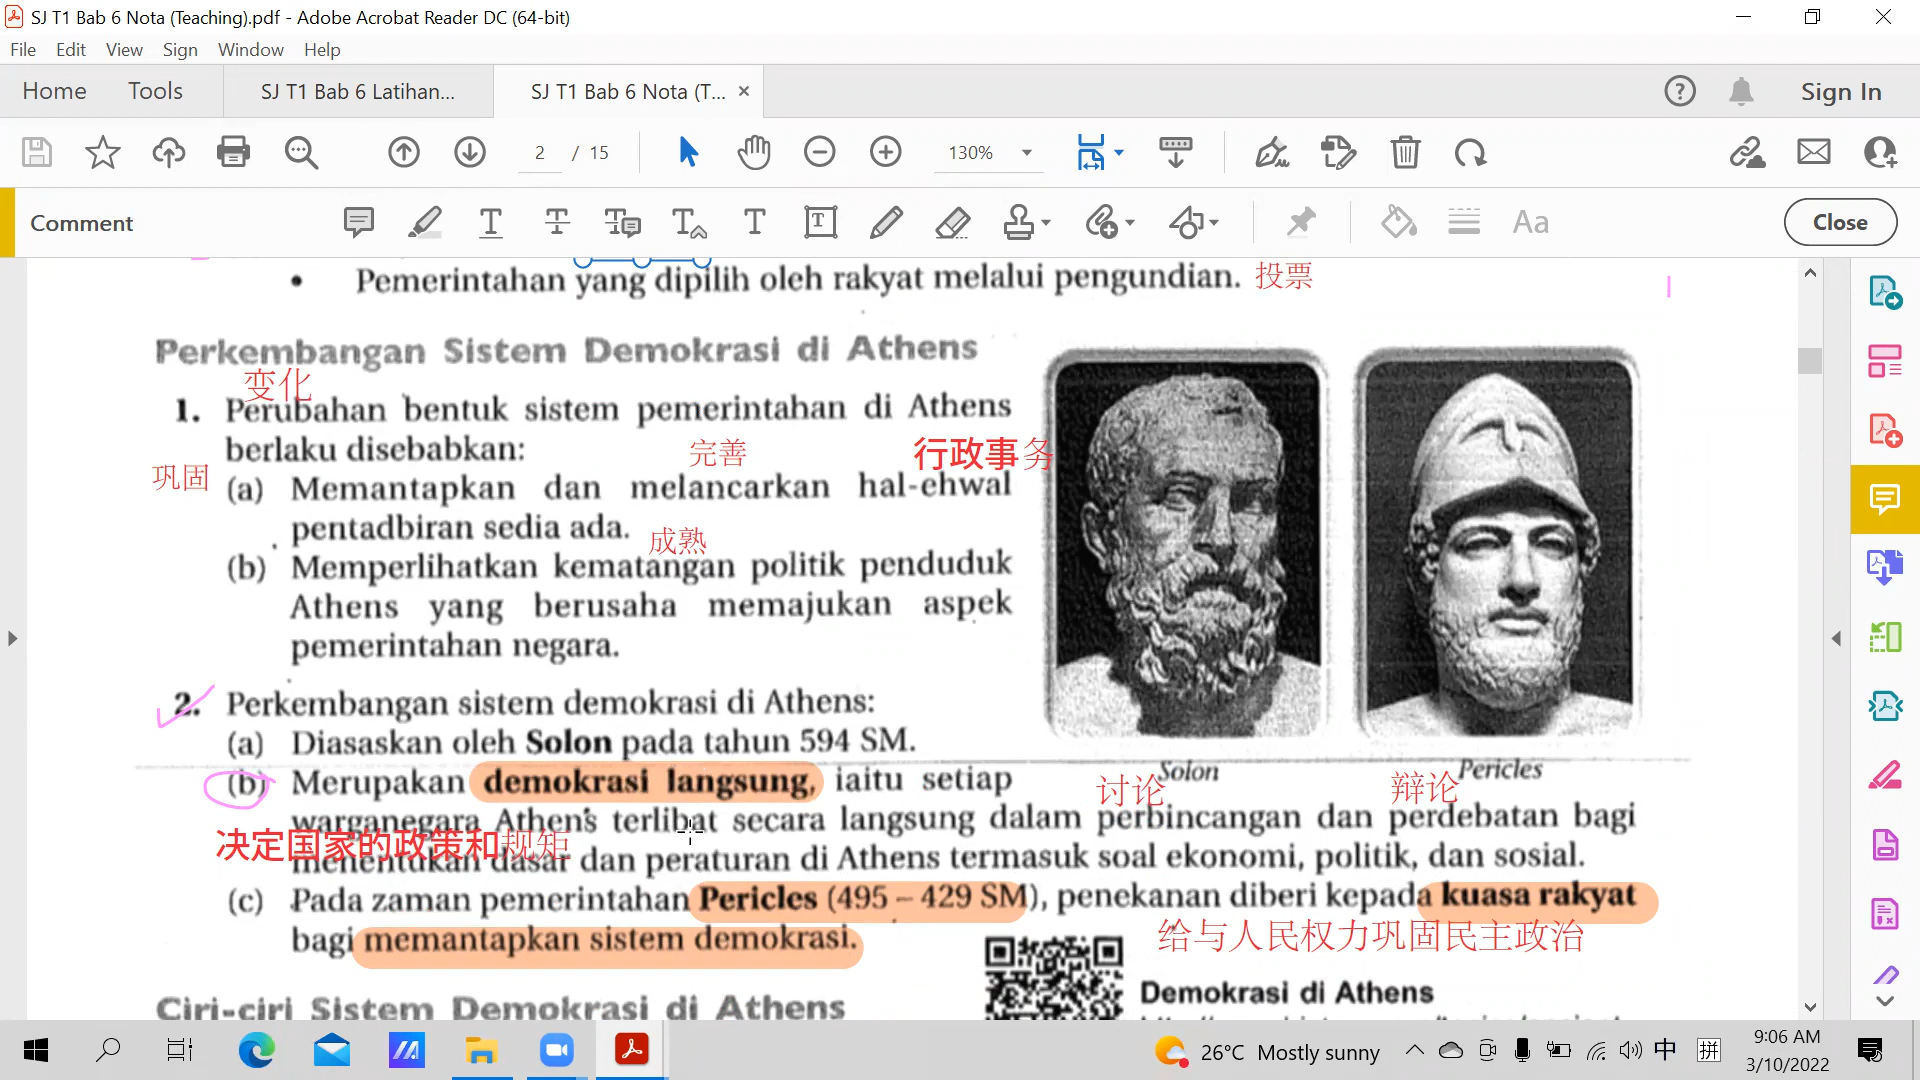 SJ T1 Bab 6 Nota (Teaching).pdf - Adobe Acrobat Reader DC (64-bit)
File Edit View Sign Window Help
Home Tools SJ T1 Bab 6 Latihan... SJ T1 Bab 6 Nota (T... × Sign In
2 / 15 130%
Comment Aa Close
• Pemerintahan yang dipilih oleh rakyat melalui pengundian. 投票
Perkembangan Sistem Demokrasi di Athens
变化
1. Perubahan bentuk sistem pemerintahan di Athens
berlaku disebabkan: 完善 行政事务
巩固
(a) Memantapkan dan melancarkan hal-ehwal
pentadbiran sedia ada. 成熟
(b) Memperlihatkan kematangan politik penduduk
Athens yang berusaha memajukan aspek
pemerintahan negara.
2. Perkembangan sistem demokrasi di Athens:
(a) Diasaskan oleh Solon pada tahun 594 SM.
Solon Pericles
(b) Merupakan demokrasi langsung, iaitu setiap 讨论 辩论
warganegara Athens terlibat secara langsung dalam perbincangan dan perdebatan bagi
决定国家的政策和规矩
menentukan dasar dan peraturan di Athens termasuk soal ekonomi, politik, dan sosial.
(c) Pada zaman pemerintahan Pericles (495 – 429 SM), penekanan diberi kepada kuasa rakyat
bagi memantapkan sistem demokrasi. 给与人民权力巩固民主政治
Demokrasi di Athens
Ciri-ciri Sistem Demokrasi di Athens
26°C Mostly sunny 中 拼 9:06 AM
3/10/2022